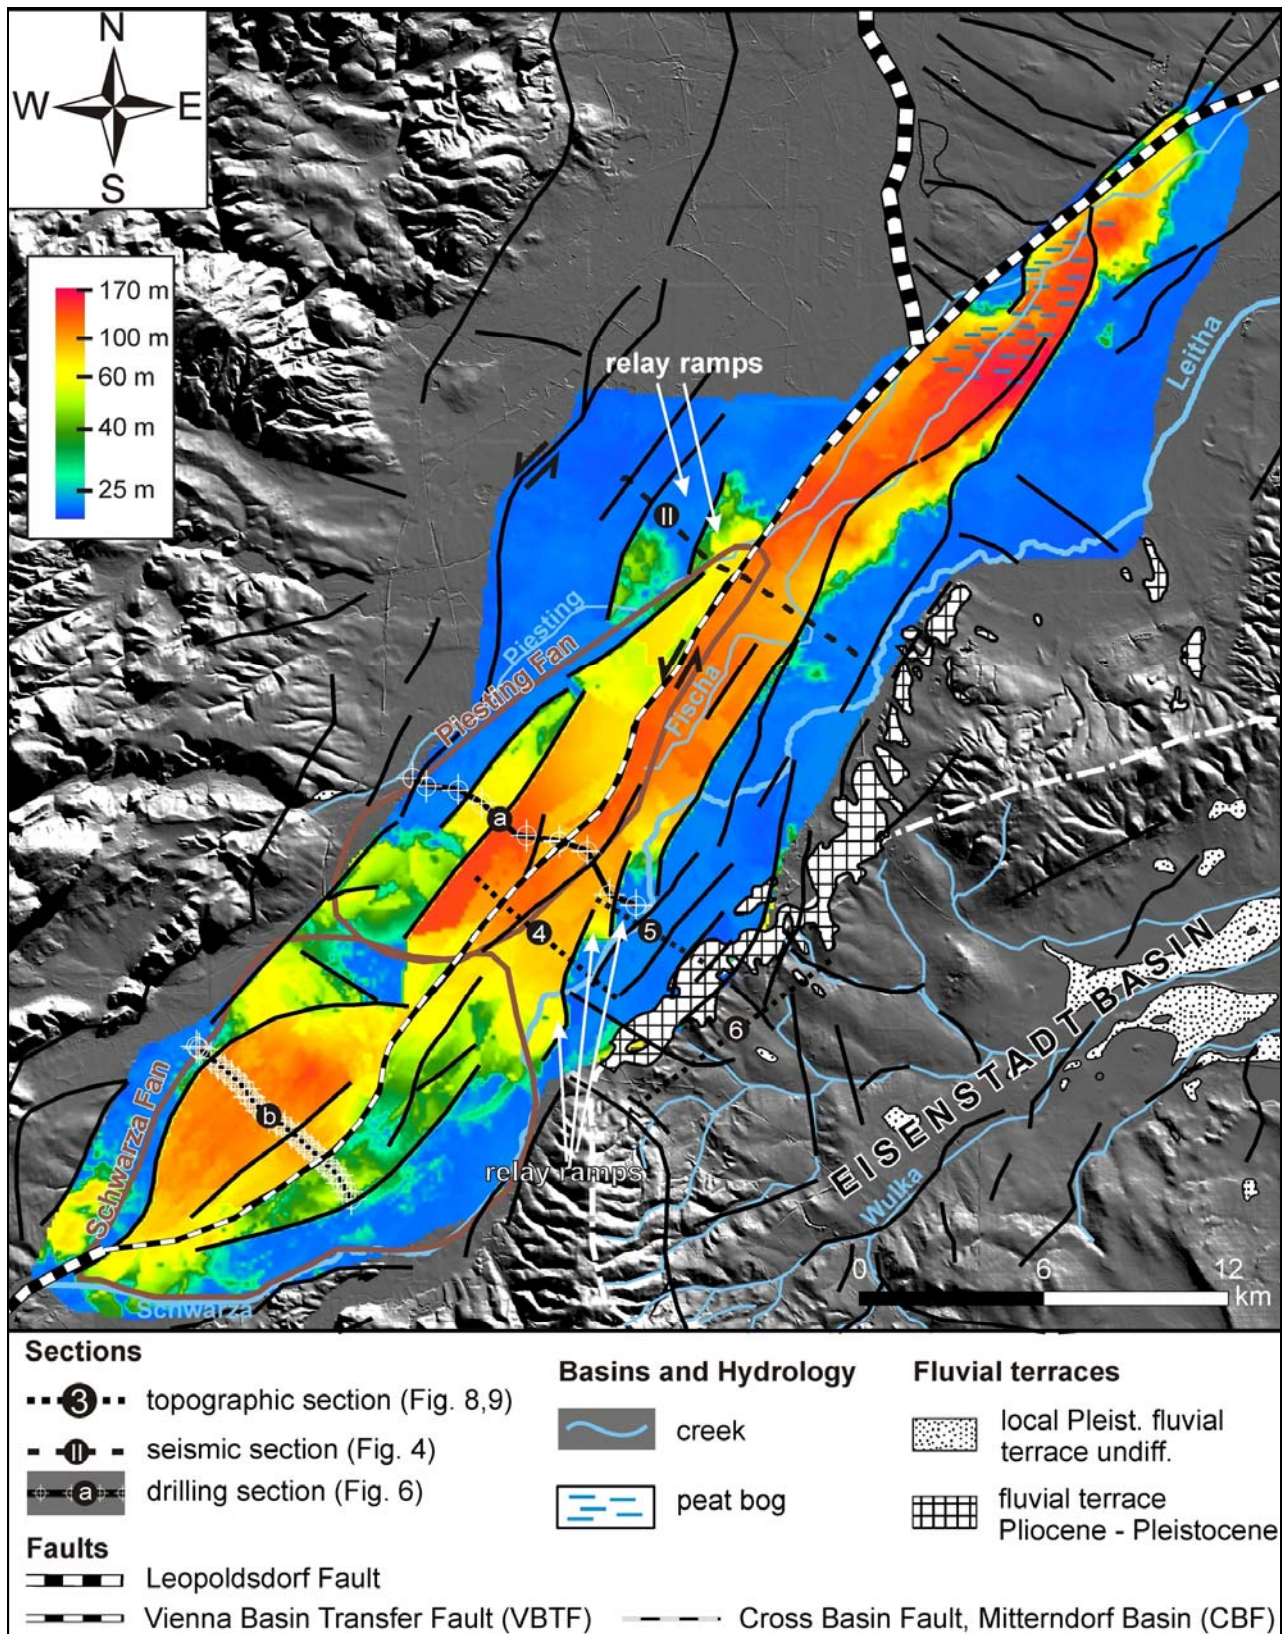 N
W E
S
170 m
100 m
60 m
40 m
25 m
relay ramps
Leitha
II
Piesting
Piesting Fan
Fischa
a
4
5
6
b
Schwarza Fan
relay ramps
EISENSTADT BASIN
Wulka
Schwarza
0 6 12
km
Sections
3 topographic section (Fig. 8,9)
II seismic section (Fig. 4)
a drilling section (Fig. 6)
Faults
Leopoldsdorf Fault
Vienna Basin Transfer Fault (VBTF)
Cross Basin Fault, Mitterndorf Basin (CBF)
Basins and Hydrology
creek
peat bog
Fluvial terraces
local Pleist. fluvial
terrace undiff.
fluvial terrace
Pliocene - Pleistocene